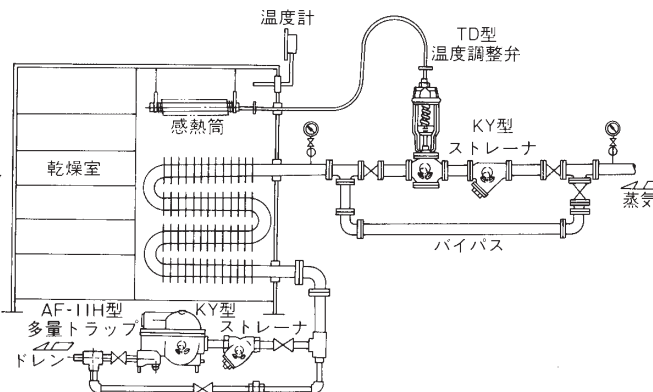 温度計
TD型
温度調整弁
感熱筒
KY型
ストレーナ
乾燥室
蒸気
バイパス
AF-11H型
多量トラップ
KY型
ストレーナ
ドレン